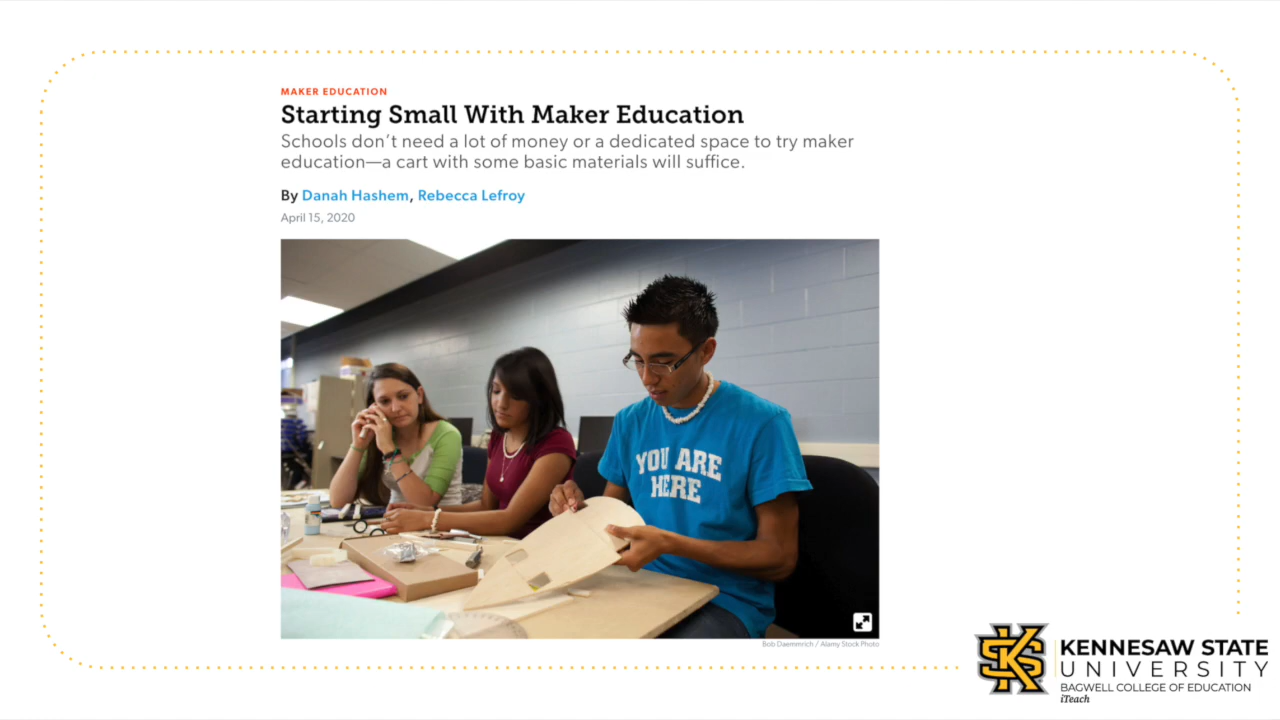 MAKER EDUCATION
Starting Small With Maker Education
Schools don't need a lot of money or a dedicated space to try maker
education—a cart with some basic materials will suffice.
By Danah Hashem, Rebecca Lefroy
April 15, 2020
YOU ARE
HERE
Bob Daemmrich / Alamy Stock Photo
KS
KENNESAW STATE
UNIVERSITY
BAGWELL COLLEGE OF EDUCATION
iTeach